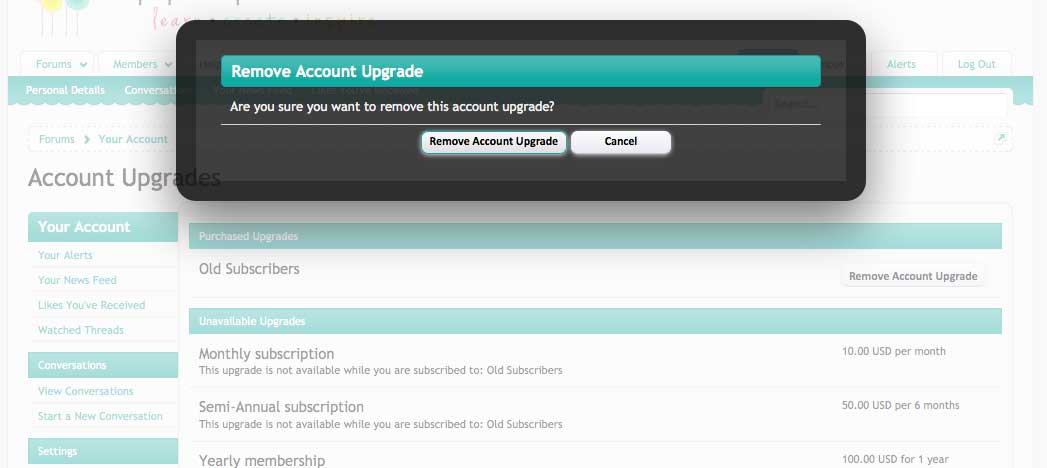 learn • create • inspire
Forums Members Alerts Log Out
Personal Details Conversations Your News Feed Likes You've Received
Search...
Forums Your Account
Remove Account Upgrade
Are you sure you want to remove this account upgrade?
Remove Account Upgrade Cancel
Account Upgrades
Your Account
Your Alerts
Your News Feed
Likes You've Received
Watched Threads
Conversations
View Conversations
Start a New Conversation
Settings
Purchased Upgrades
Old Subscribers Remove Account Upgrade
Unavailable Upgrades
Monthly subscription 10.00 USD per month
This upgrade is not available while you are subscribed to: Old Subscribers
Semi-Annual subscription 50.00 USD per 6 months
This upgrade is not available while you are subscribed to: Old Subscribers
Yearly membership 100.00 USD for 1 year